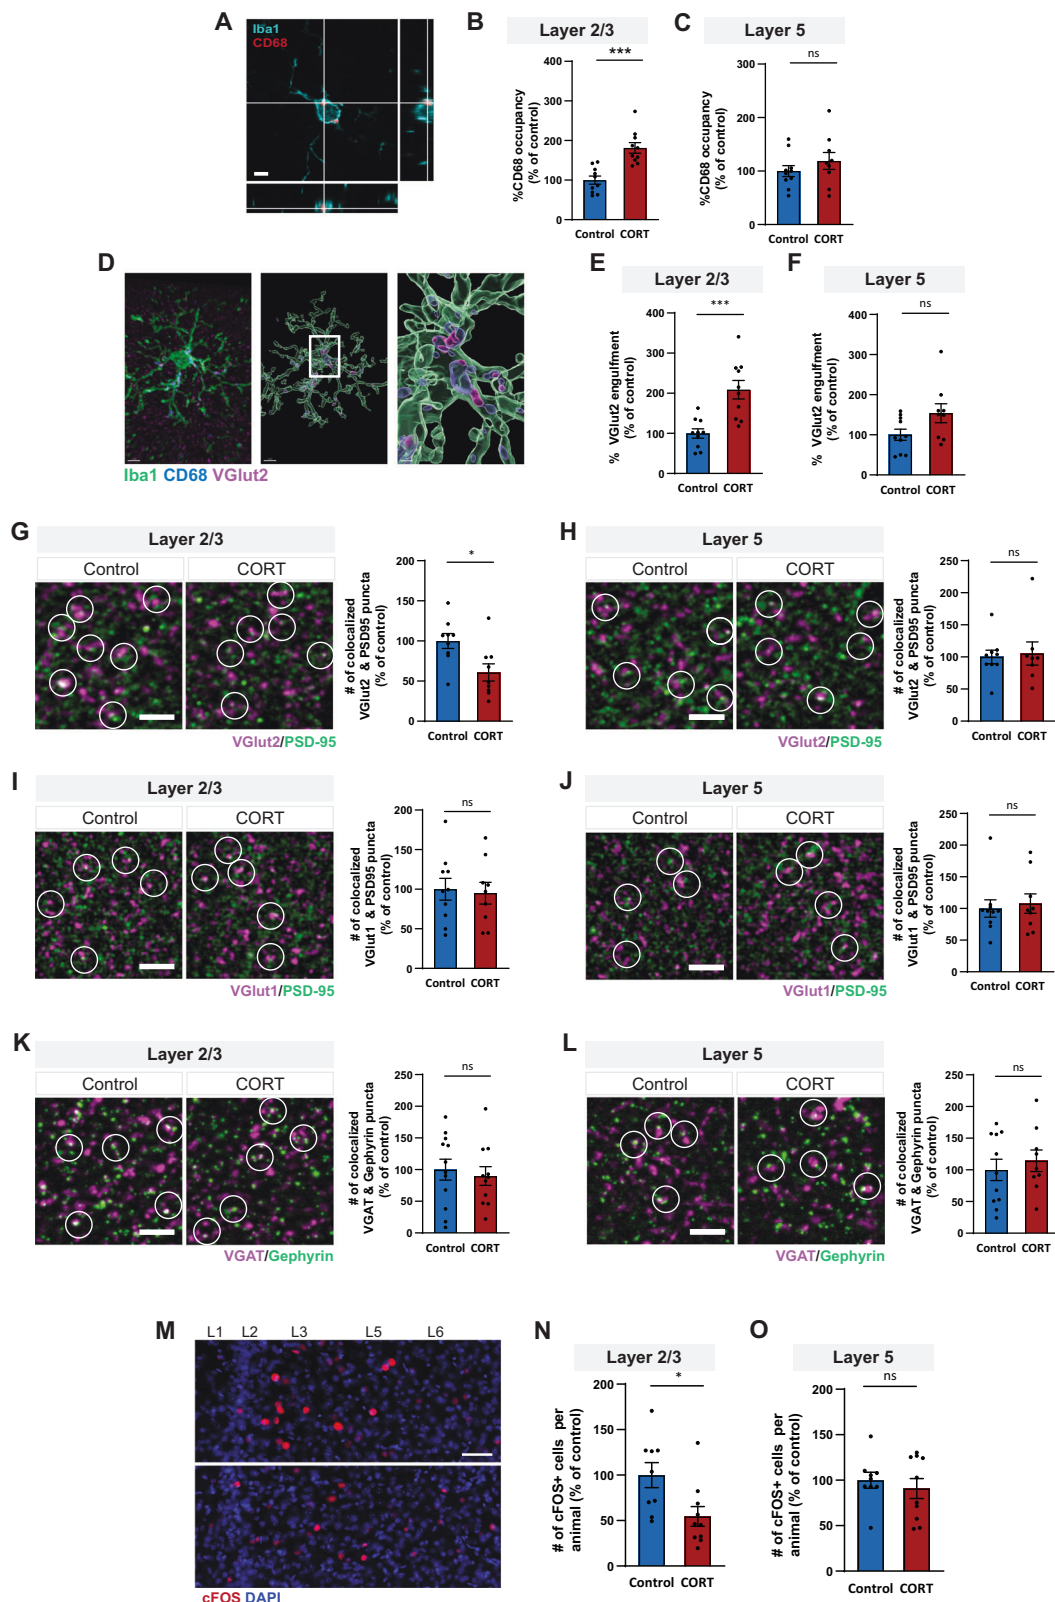 A
Iba1
CD68
B
Layer 2/3
***
%CD68 occupancy
(% of control)
400
300
200
100
0
Control CORT
C
Layer 5
ns
%CD68 occupancy
(% of control)
300
200
100
0
Control CORT
D
Iba1 CD68 VGlut2
E
Layer 2/3
***
% VGlut2 engulfment
(% of control)
400
300
200
100
0
Control CORT
F
Layer 5
ns
% VGlut2 engulfment
(% of control)
400
300
200
100
0
Control CORT
G
Layer 2/3
Control CORT
VGlut2/PSD-95
*
# of colocalized
VGlut2 & PSD95 puncta
(% of control)
200
150
100
50
0
Control CORT
H
Layer 5
Control CORT
VGlut2/PSD-95
ns
# of colocalized
VGlut2 & PSD95 puncta
(% of control)
250
200
150
100
50
0
Control CORT
I
Layer 2/3
Control CORT
VGlut1/PSD-95
ns
# of colocalized
VGlut1 & PSD95 puncta
(% of control)
200
150
100
50
0
Control CORT
J
Layer 5
Control CORT
VGlut1/PSD-95
ns
# of colocalized
VGlut1 & PSD95 puncta
(% of control)
250
200
150
100
50
0
Control CORT
K
Layer 2/3
Control CORT
VGAT/Gephyrin
ns
# of colocalized
VGAT & Gephyrin puncta
(% of control)
250
200
150
100
50
0
Control CORT
L
Layer 5
Control CORT
VGAT/Gephyrin
ns
# of colocalized
VGAT & Gephyrin puncta
(% of control)
250
200
150
100
50
0
Control CORT
M
L1 L2 L3 L5 L6
cFOS DAPI
N
Layer 2/3
*
# of cFOS+ cells per
animal (% of control)
200
150
100
50
0
Control CORT
O
Layer 5
ns
# of cFOS+ cells per
animal (% of control)
200
150
100
50
0
Control CORT